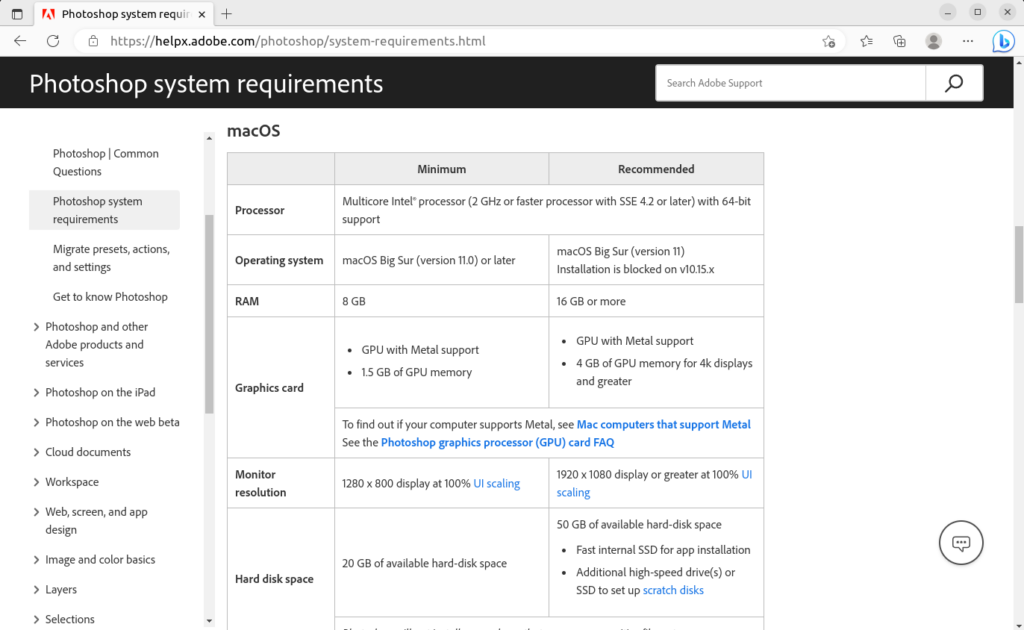 Photoshop system requir
https://helpx.adobe.com/photoshop/system-requirements.html
Photoshop system requirements
Search Adobe Support
Photoshop | Common
Questions
Photoshop system
requirements
Migrate presets, actions,
and settings
Get to know Photoshop
Photoshop and other
Adobe products and
services
Photoshop on the iPad
Photoshop on the web beta
Cloud documents
Workspace
Web, screen, and app
design
Image and color basics
Layers
Selections
macOS
Minimum
Recommended
Processor
Multicore Intel® processor (2 GHz or faster processor with SSE 4.2 or later) with 64-bit
support
Operating system
macOS Big Sur (version 11.0) or later
macOS Big Sur (version 11)
Installation is blocked on v10.15.x
RAM
8 GB
16 GB or more
Graphics card
• GPU with Metal support
• 1.5 GB of GPU memory
• GPU with Metal support
• 4 GB of GPU memory for 4k displays
and greater
To find out if your computer supports Metal, see Mac computers that support Metal
See the Photoshop graphics processor (GPU) card FAQ
Monitor
resolution
1280 x 800 display at 100% UI scaling
1920 x 1080 display or greater at 100% UI
scaling
Hard disk space
20 GB of available hard-disk space
50 GB of available hard-disk space
• Fast internal SSD for app installation
• Additional high-speed drive(s) or
SSD to set up scratch disks